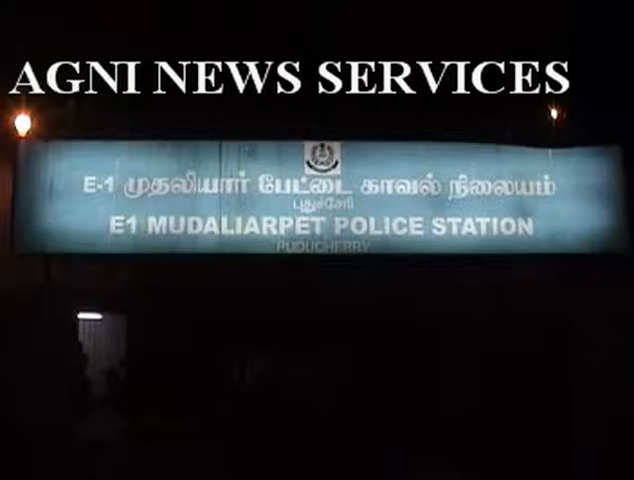 AGNI NEWS SERVICES
E-1 முதலியார் பேட்டை காவல் நிலையம்
புதுச்சேரி
E1 MUDALIARPET POLICE STATION
PUDUCHERRY